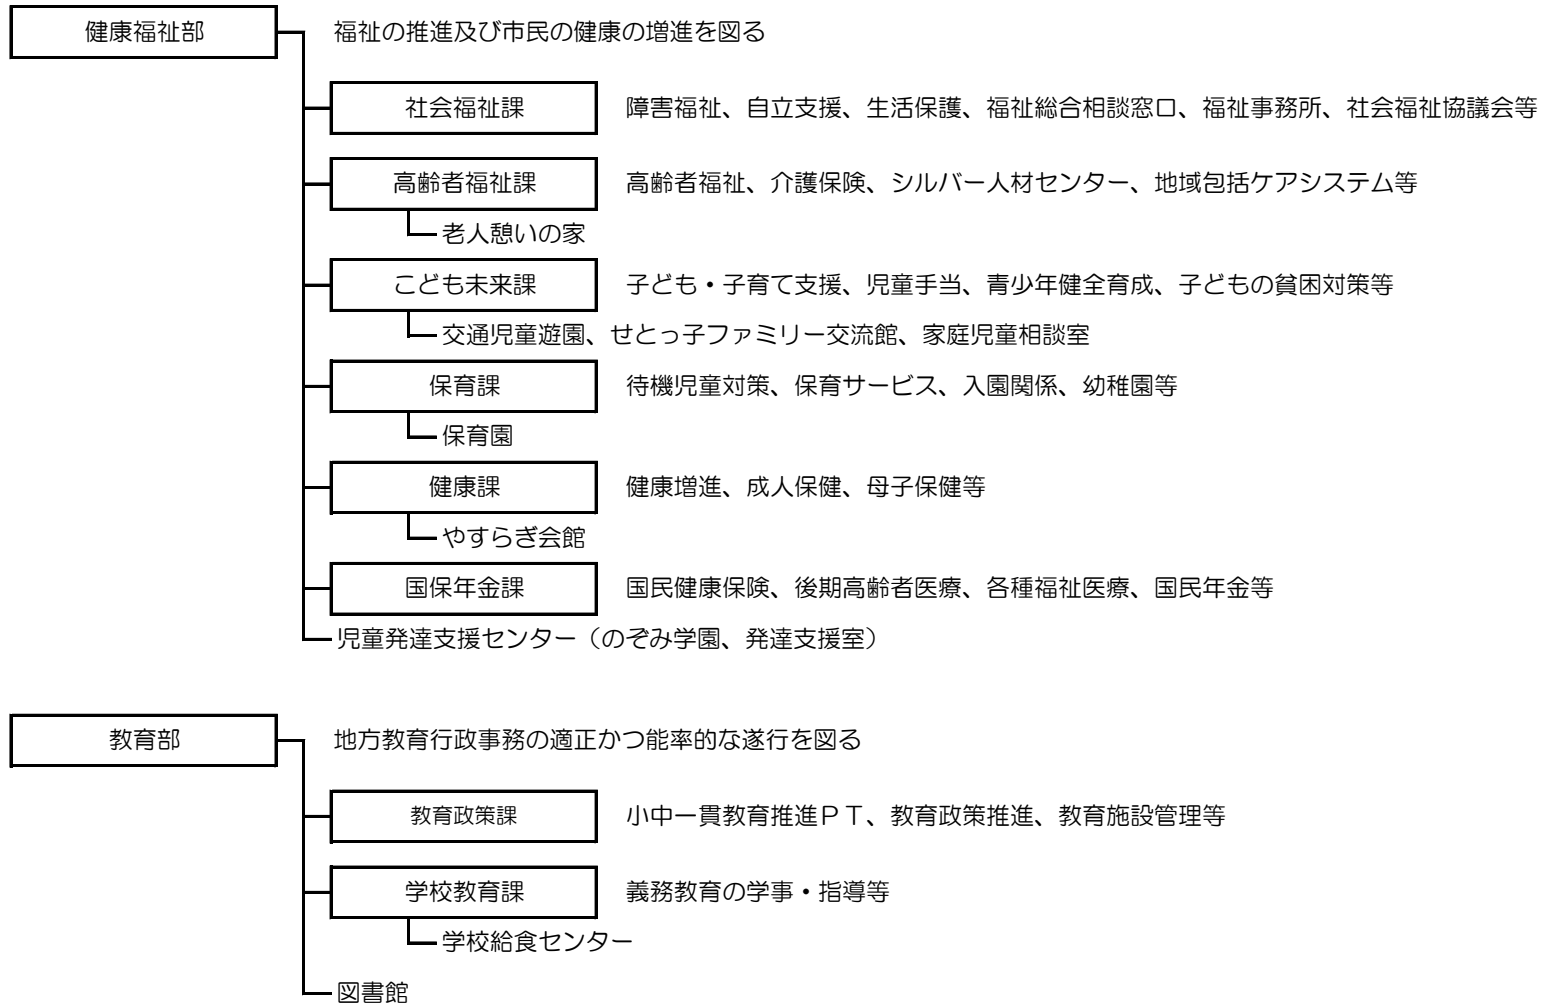 健康福祉部 福祉の推進及び市民の健康の増進を図る
社会福祉課 障害福祉、自立支援、生活保護、福祉総合相談窓口、福祉事務所、社会福祉協議会等
高齢者福祉課 高齢者福祉、介護保険、シルバー人材センター、地域包括ケアシステム等
老人憩いの家
こども未来課 子ども・子育て支援、児童手当、青少年健全育成、子どもの貧困対策等
交通児童遊園、せとっ子ファミリー交流館、家庭児童相談室
保育課 待機児童対策、保育サービス、入園関係、幼稚園等
保育園
健康課 健康増進、成人保健、母子保健等
やすらぎ会館
国保年金課 国民健康保険、後期高齢者医療、各種福祉医療、国民年金等
児童発達支援センター（のぞみ学園、発達支援室）
教育部 地方教育行政事務の適正かつ能率的な遂行を図る
教育政策課 小中一貫教育推進ＰＴ、教育政策推進、教育施設管理等
学校教育課 義務教育の学事・指導等
学校給食センター
図書館